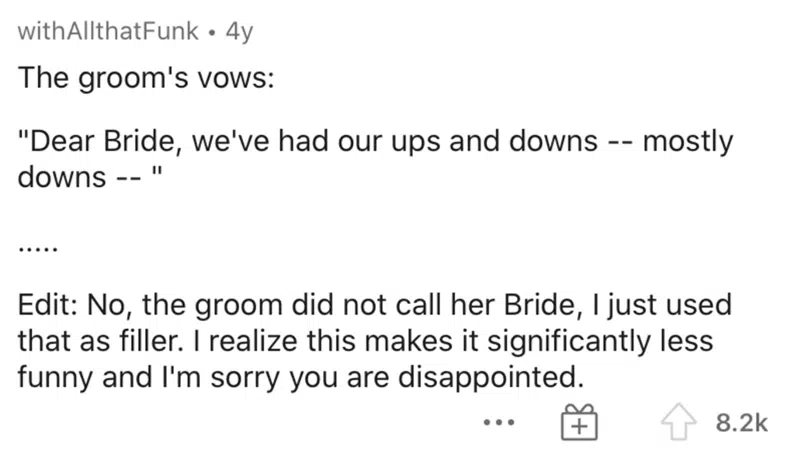 withAllthatFunk • 4y
The groom's vows:
"Dear Bride, we've had our ups and downs -- mostly
downs -- "
.....
Edit: No, the groom did not call her Bride, I just used
that as filler. I realize this makes it significantly less
funny and I'm sorry you are disappointed.
8.2k